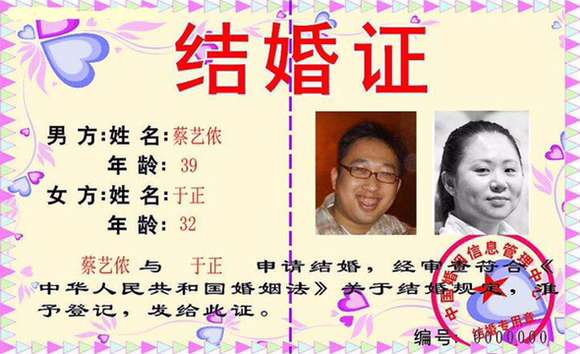 结婚证
男方:姓名:蔡艺侬
年龄:39
女方:姓名:于正
年龄:32
蔡艺侬 与 于正 申请结婚，经审查符合《
中华人民共和国婚姻法》关于结婚规定，准
予登记，发给此证。
中国婚姻信息管理中心
结婚专用章
编号:0000000